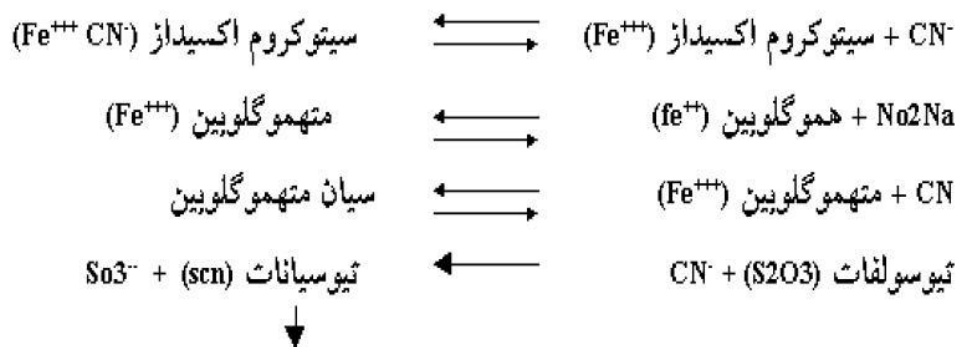 سیتوکروم اکسیداز (Fe⁺⁺⁺) + CN⁻ ⇄ سیتوکروم اکسیداز (Fe⁺⁺⁺ CN⁻)
هموگلوبین (fe⁺⁺) + No2Na ⇄ متهموگلوبین (Fe⁺⁺⁺)
متهموگلوبین (Fe⁺⁺⁺) + CN ⇄ سیان متهموگلوبین
تیوسولفات CN⁻ + (S2O3) ← تیوسیانات (scn) + So3⁻⁻